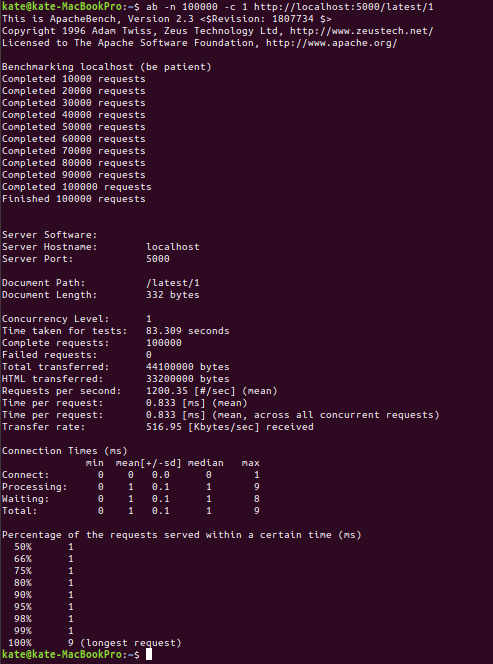 kate@kate-MacBookPro:~$ ab -n 100000 -c 1 http://localhost:5000/latest/1
This is ApacheBench, Version 2.3 <$Revision: 1807734 $>
Copyright 1996 Adam Twiss, Zeus Technology Ltd, http://www.zeustech.net/
Licensed to The Apache Software Foundation, http://www.apache.org/

Benchmarking localhost (be patient)
Completed 10000 requests
Completed 20000 requests
Completed 30000 requests
Completed 40000 requests
Completed 50000 requests
Completed 60000 requests
Completed 70000 requests
Completed 80000 requests
Completed 90000 requests
Completed 100000 requests
Finished 100000 requests


Server Software:
Server Hostname:        localhost
Server Port:            5000

Document Path:          /latest/1
Document Length:        332 bytes

Concurrency Level:      1
Time taken for tests:   83.309 seconds
Complete requests:      100000
Failed requests:        0
Total transferred:      44100000 bytes
HTML transferred:       33200000 bytes
Requests per second:    1200.35 [#/sec] (mean)
Time per request:       0.833 [ms] (mean)
Time per request:       0.833 [ms] (mean, across all concurrent requests)
Transfer rate:          516.95 [Kbytes/sec] received

Connection Times (ms)
              min  mean[+/-sd] median   max
Connect:        0    0   0.0      0       1
Processing:     0    1   0.1      1       9
Waiting:        0    1   0.1      1       8
Total:          0    1   0.1      1       9

Percentage of the requests served within a certain time (ms)
  50%      1
  66%      1
  75%      1
  80%      1
  90%      1
  95%      1
  98%      1
  99%      1
 100%      9 (longest request)
kate@kate-MacBookPro:~$